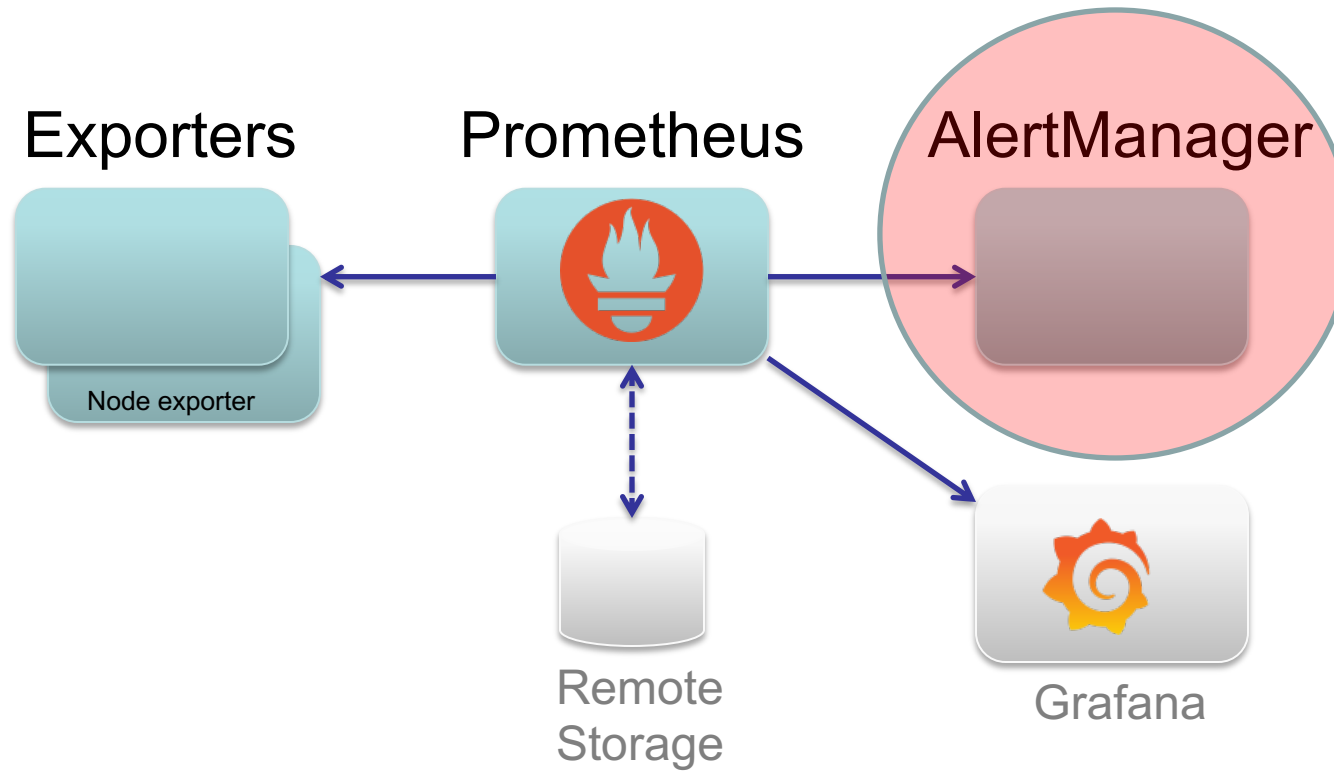 Exporters
Prometheus
AlertManager
Node exporter
Remote
Storage
Grafana